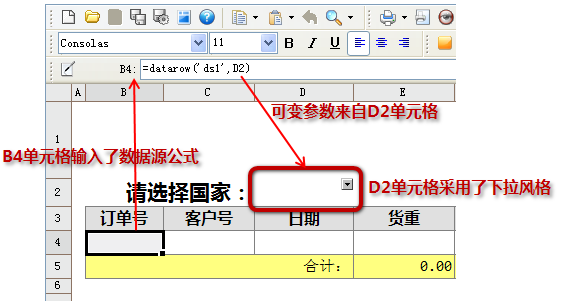 Consolas 11 B I U
B4: =datarow('ds1',D2)
可变参数来自D2单元格
A B C D E
1
B4单元格输入了数据源公式
2 请选择国家： D2单元格采用了下拉风格
3 订单号 客户号 日期 货重
4
5 合计： 0.00
6